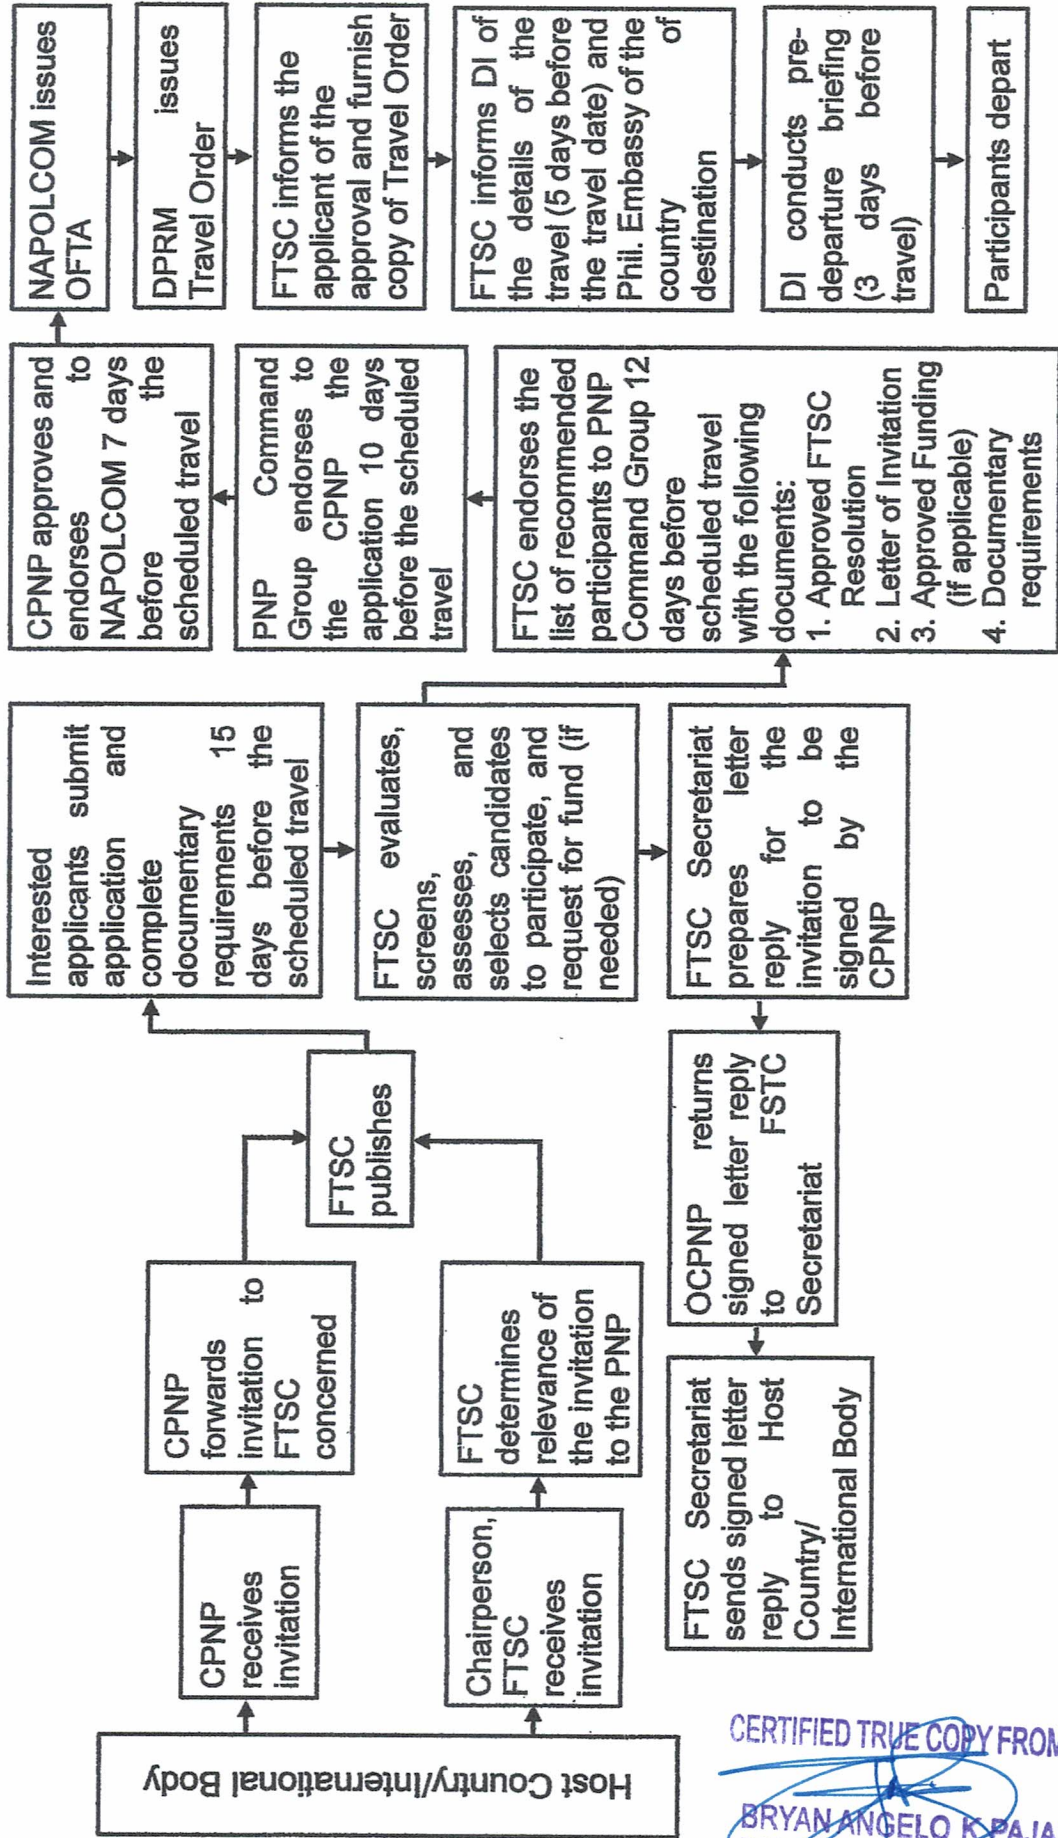 Host Country/International Body
CPNP
receives
invitation
CPNP
forwards
invitation to
FTSC
concerned
Chairperson,
FTSC
receives
invitation
FTSC
determines
relevance of
the invitation
to the PNP
FTSC
publishes
Interested
applicants submit
application and
complete
documentary
requirements 15
days before the
scheduled travel
FTSC evaluates,
screens,
assesses, and
selects candidates
to participate, and
request for fund (if
needed)
FTSC Secretariat
prepares letter
reply for the
invitation to be
signed by the
CPNP
OCPNP returns
signed letter reply
to FSTC
Secretariat
FTSC Secretariat
sends signed letter
reply to Host
Country/
International Body
FTSC endorses the
list of recommended
participants to PNP
Command Group 12
days before
scheduled travel
with the following
documents:
1. Approved FTSC
Resolution
2. Letter of Invitation
3. Approved Funding
(if applicable)
4. Documentary
requirements
PNP Command
Group endorses to
the CPNP the
application 10 days
before the scheduled
travel
CPNP approves and
endorses to
NAPOLCOM 7 days
before the
scheduled travel
NAPOLCOM issues
OFTA
DPRM issues
Travel Order
FTSC informs the
applicant of the
approval and furnish
copy of Travel Order
FTSC informs DI of
the details of the
travel (5 days before
the travel date) and
Phil. Embassy of the
country of
destination
DI conducts pre-
departure briefing
(3 days before
travel)
Participants depart
CERTIFIED TRUE COPY FROM
BRYAN ANGELO K PAJA